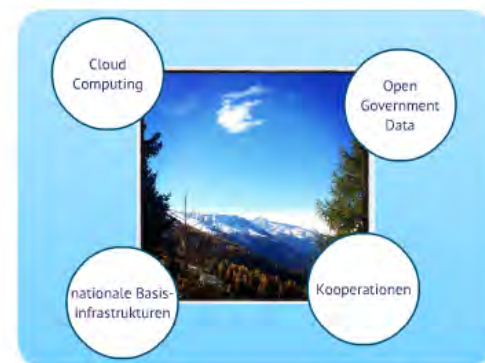 Cloud
Computing
Open
Government
Data
nationale Basis-
infrastrukturen
Kooperationen